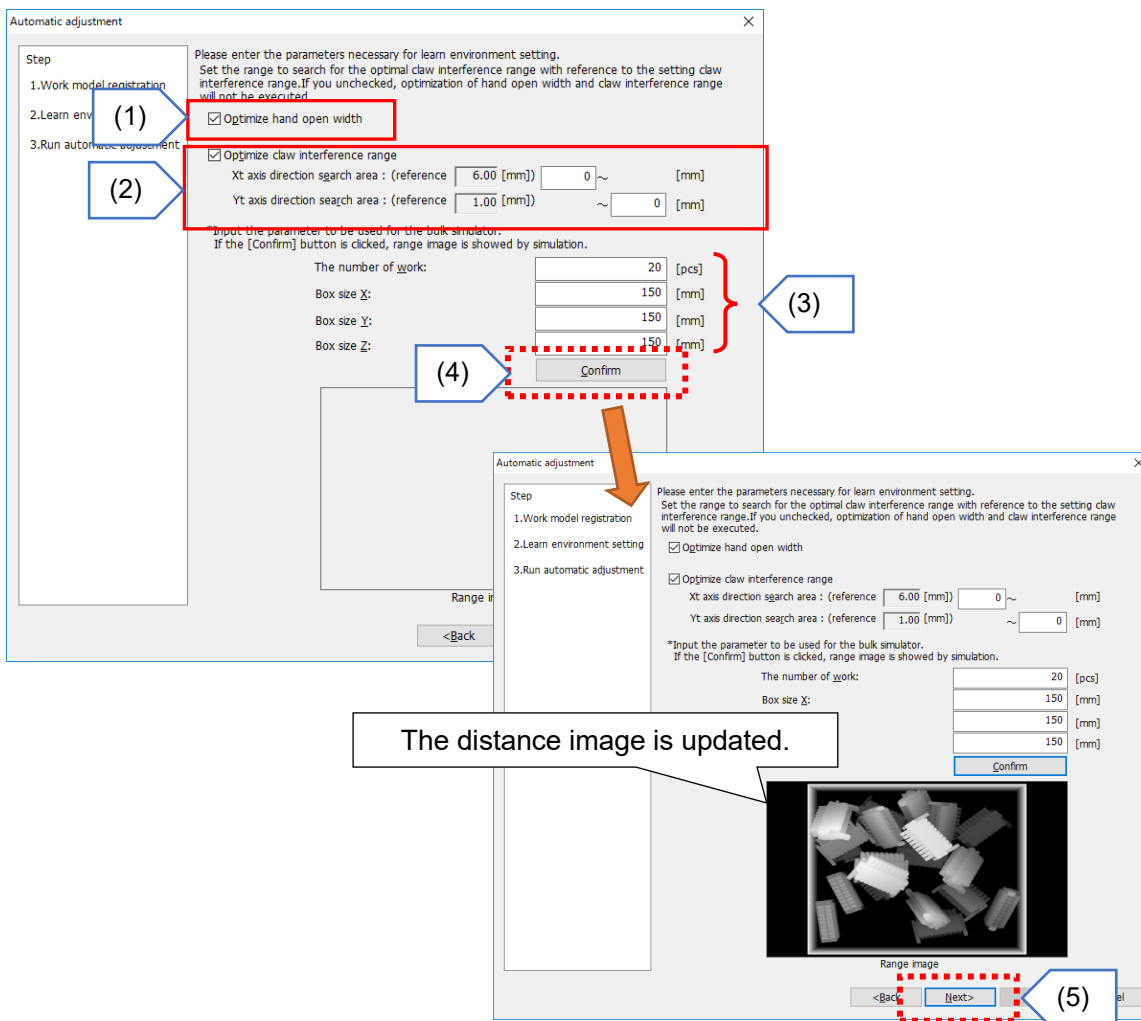 Automatic adjustment
Step
1.Work model registration
2.Learn env
3.Run automatic adjustment
Please enter the parameters necessary for learn environment setting.
Set the range to search for the optimal claw interference range with reference to the setting claw
interference range.If you unchecked, optimization of hand open width and claw interference range
will not be executed.
(1)
Optimize hand open width
(2)
Optimize claw interference range
Xt axis direction search area : (reference 6.00 [mm]) 0 ~ [mm]
Yt axis direction search area : (reference 1.00 [mm]) ~ 0 [mm]
*Input the parameter to be used for the bulk simulator.
If the [Confirm] button is clicked, range image is showed by simulation.
The number of work: 20 [pcs]
Box size X: 150 [mm]
Box size Y: 150 [mm]
Box size Z: 150 [mm]
(3)
(4)
Confirm
Range i
<Back
Automatic adjustment
Step
1.Work model registration
2.Learn environment setting
3.Run automatic adjustment
Please enter the parameters necessary for learn environment setting.
Set the range to search for the optimal claw interference range with reference to the setting claw
interference range.If you unchecked, optimization of hand open width and claw interference range
will not be executed.
Optimize hand open width
Optimize claw interference range
Xt axis direction search area : (reference 6.00 [mm]) 0 ~ [mm]
Yt axis direction search area : (reference 1.00 [mm]) ~ 0 [mm]
*Input the parameter to be used for the bulk simulator.
If the [Confirm] button is clicked, range image is showed by simulation.
The number of work: 20 [pcs]
Box size X: 150 [mm]
150 [mm]
150 [mm]
Confirm
The distance image is updated.
Range image
<Back
Next>
(5)
el